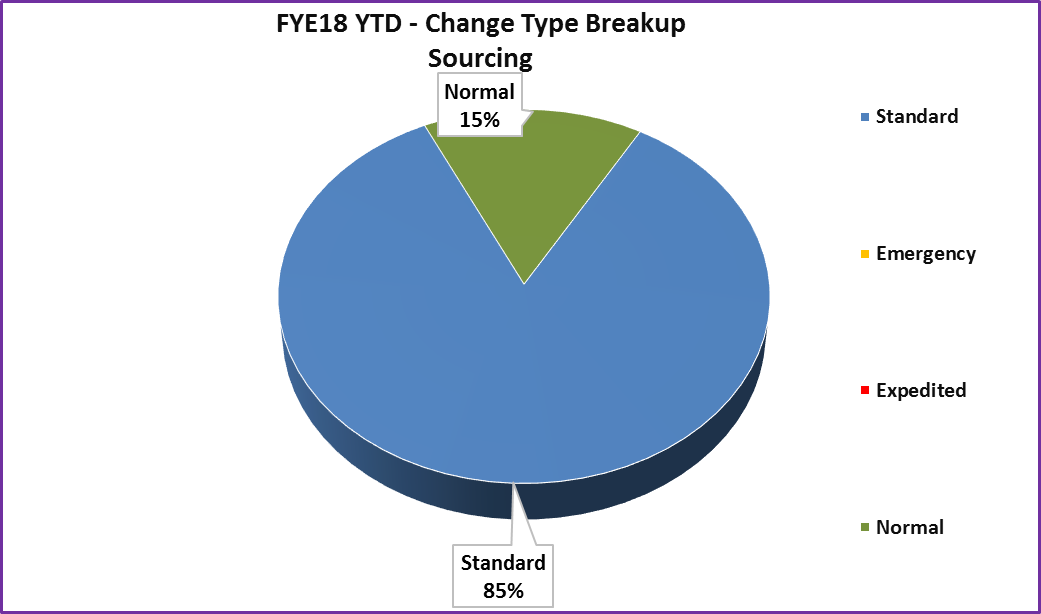 FYE18 YTD - Change Type Breakup
Sourcing
Normal
15%
Standard
Emergency
Expedited
Normal
Standard
85%